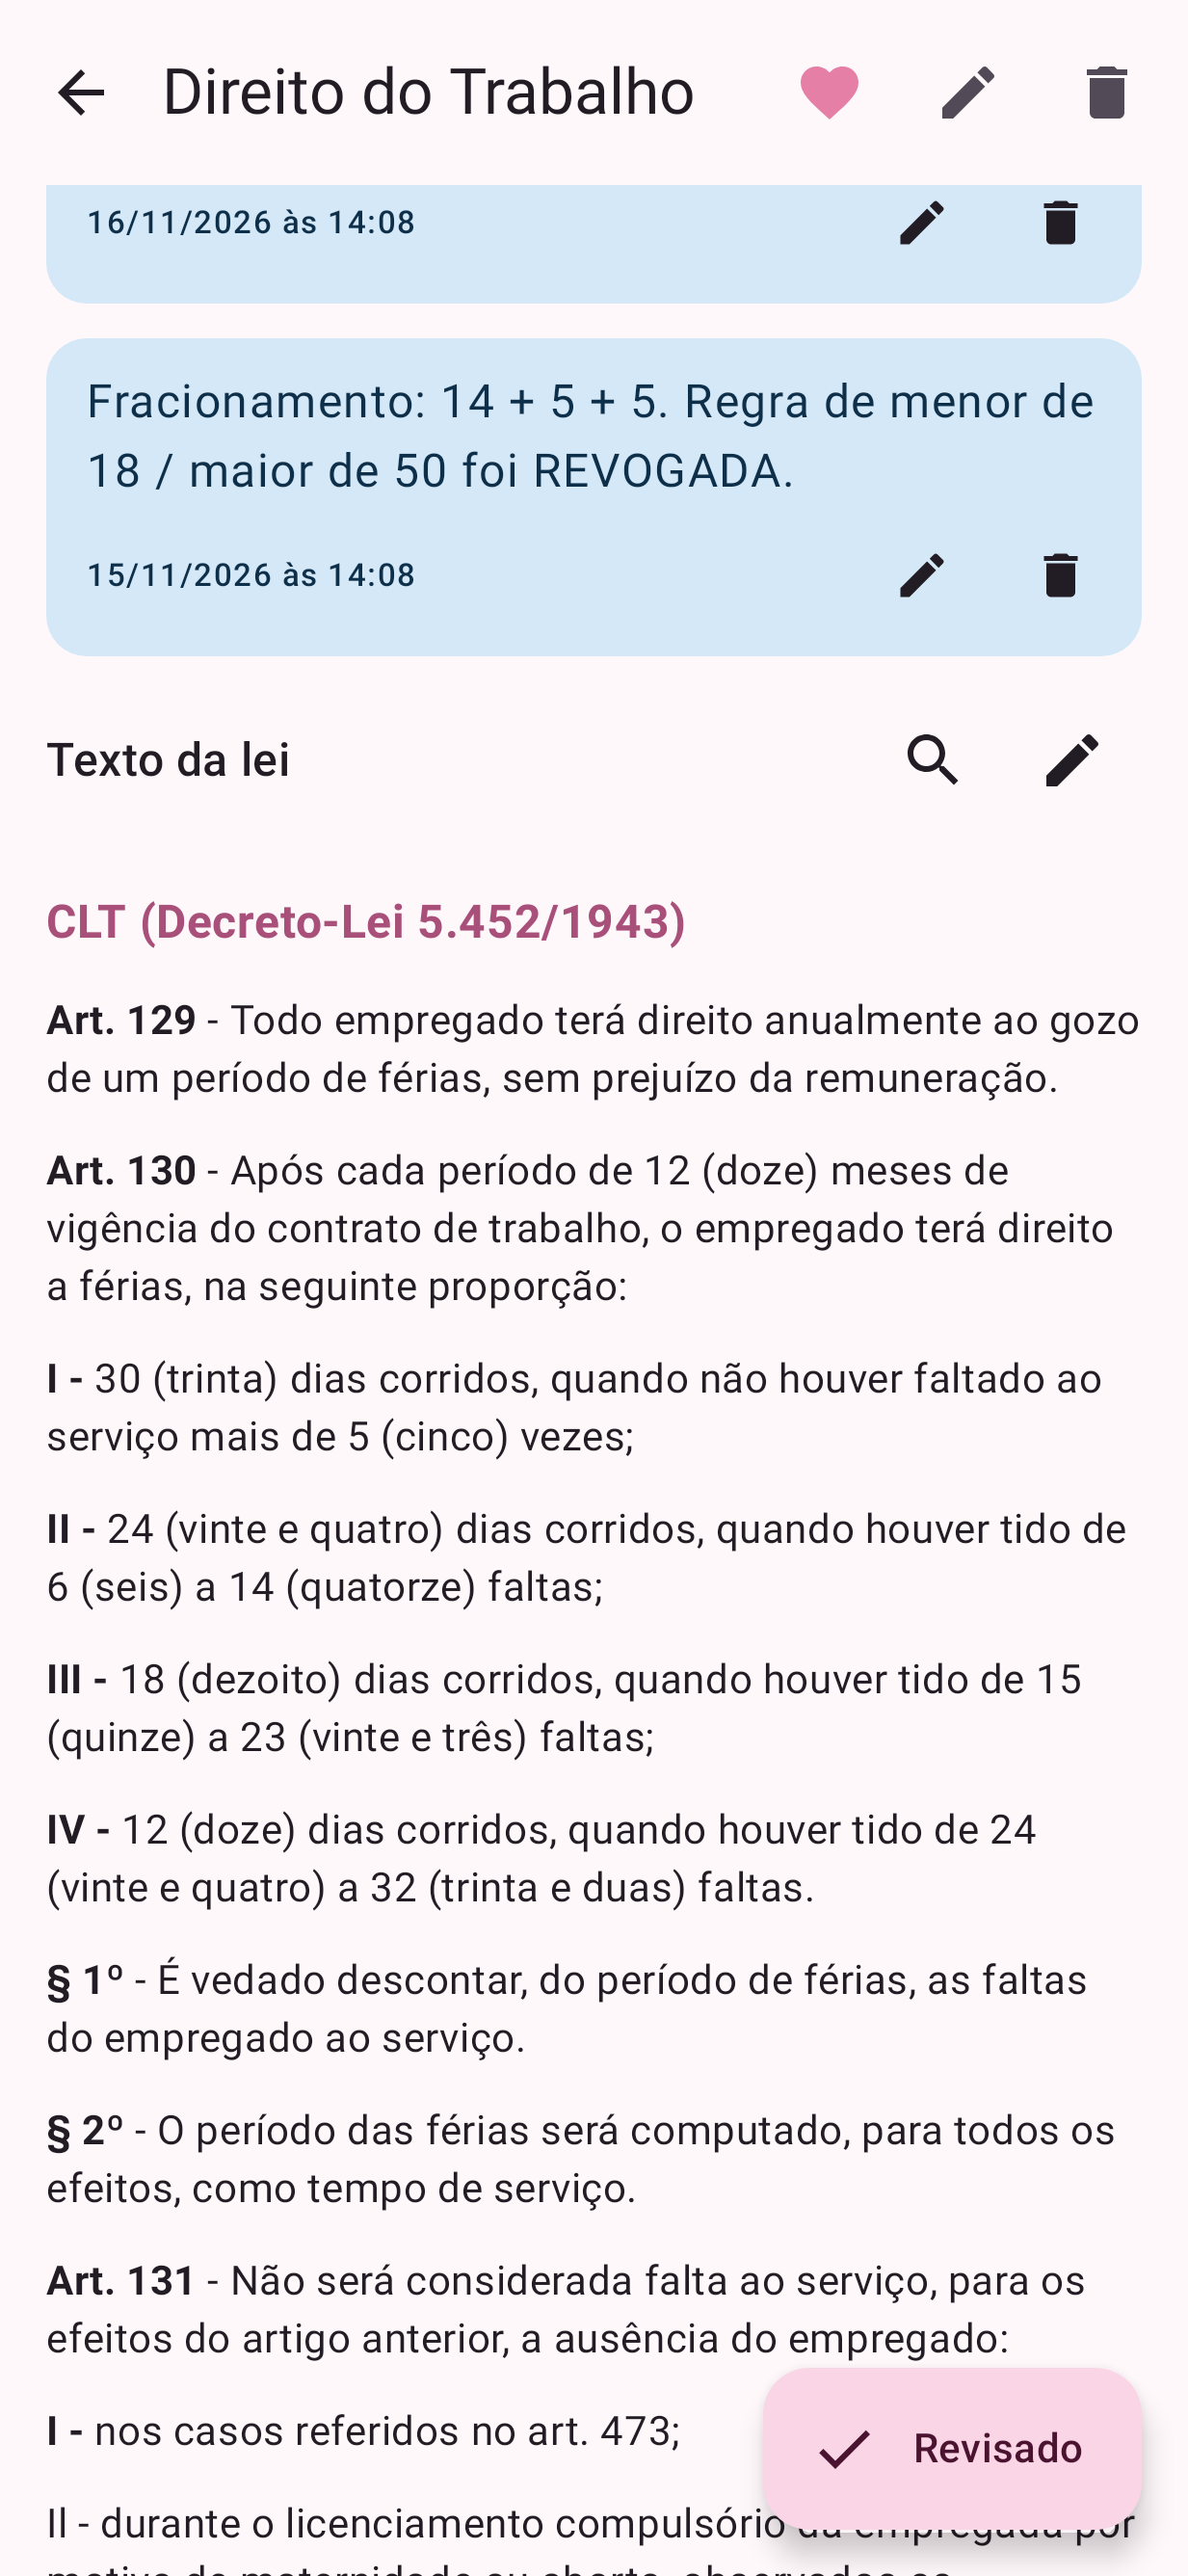 Direito do Trabalho
16/11/2026 às 14:08
Fracionamento: 14 + 5 + 5. Regra de menor de
18 / maior de 50 foi REVOGADA.
15/11/2026 às 14:08
Texto da lei
CLT (Decreto-Lei 5.452/1943)
Art. 129 - Todo empregado terá direito anualmente ao gozo
de um período de férias, sem prejuízo da remuneração.
Art. 130 - Após cada período de 12 (doze) meses de
vigência do contrato de trabalho, o empregado terá direito
a férias, na seguinte proporção:
I - 30 (trinta) dias corridos, quando não houver faltado ao
serviço mais de 5 (cinco) vezes;
II - 24 (vinte e quatro) dias corridos, quando houver tido de
6 (seis) a 14 (quatorze) faltas;
III - 18 (dezoito) dias corridos, quando houver tido de 15
(quinze) a 23 (vinte e três) faltas;
IV - 12 (doze) dias corridos, quando houver tido de 24
(vinte e quatro) a 32 (trinta e duas) faltas.
§ 1º - É vedado descontar, do período de férias, as faltas
do empregado ao serviço.
§ 2º - O período das férias será computado, para todos os
efeitos, como tempo de serviço.
Art. 131 - Não será considerada falta ao serviço, para os
efeitos do artigo anterior, a ausência do empregado:
I - nos casos referidos no art. 473;
Revisado
Il - durante o licenciamento compulsório da empregada por